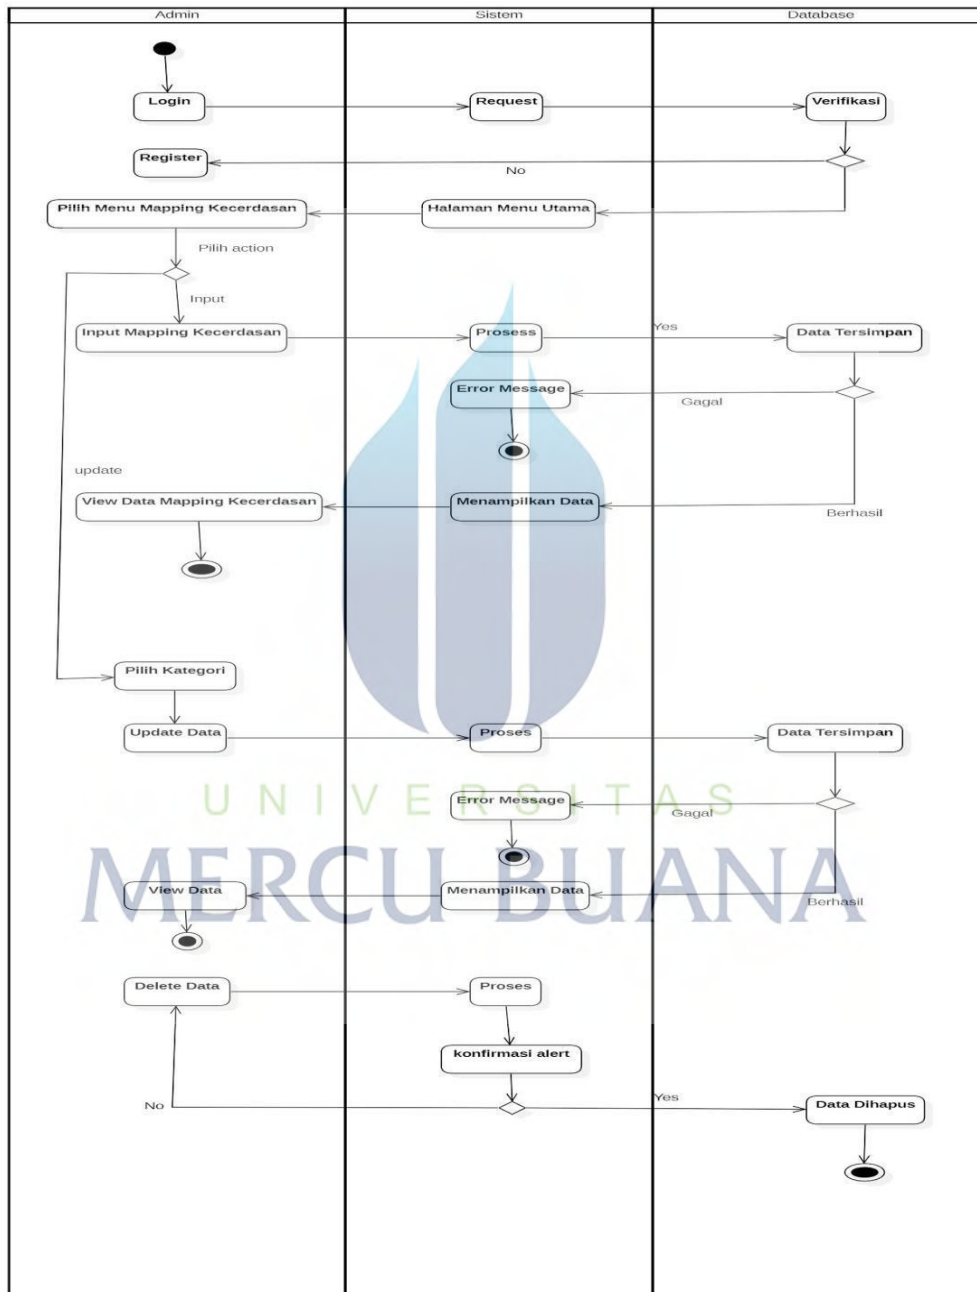 Admin
Sistem
Database
Login
Request
Verifikasi
Register
No
Pilih Menu Mapping Kecerdasan
Halaman Menu Utama
Pilih action
Input
Input Mapping Kecerdasan
Prosess
Yes
Data Tersimpan
Error Message
Gagal
update
View Data Mapping Kecerdasan
Menampilkan Data
Berhasil
Pilih Kategori
Update Data
Proses
Data Tersimpan
UNIVERSITAS
Error Message
Gagal
MERCU BUANA
View Data
Menampilkan Data
Berhasil
Delete Data
Proses
konfirmasi alert
No
Yes
Data Dihapus